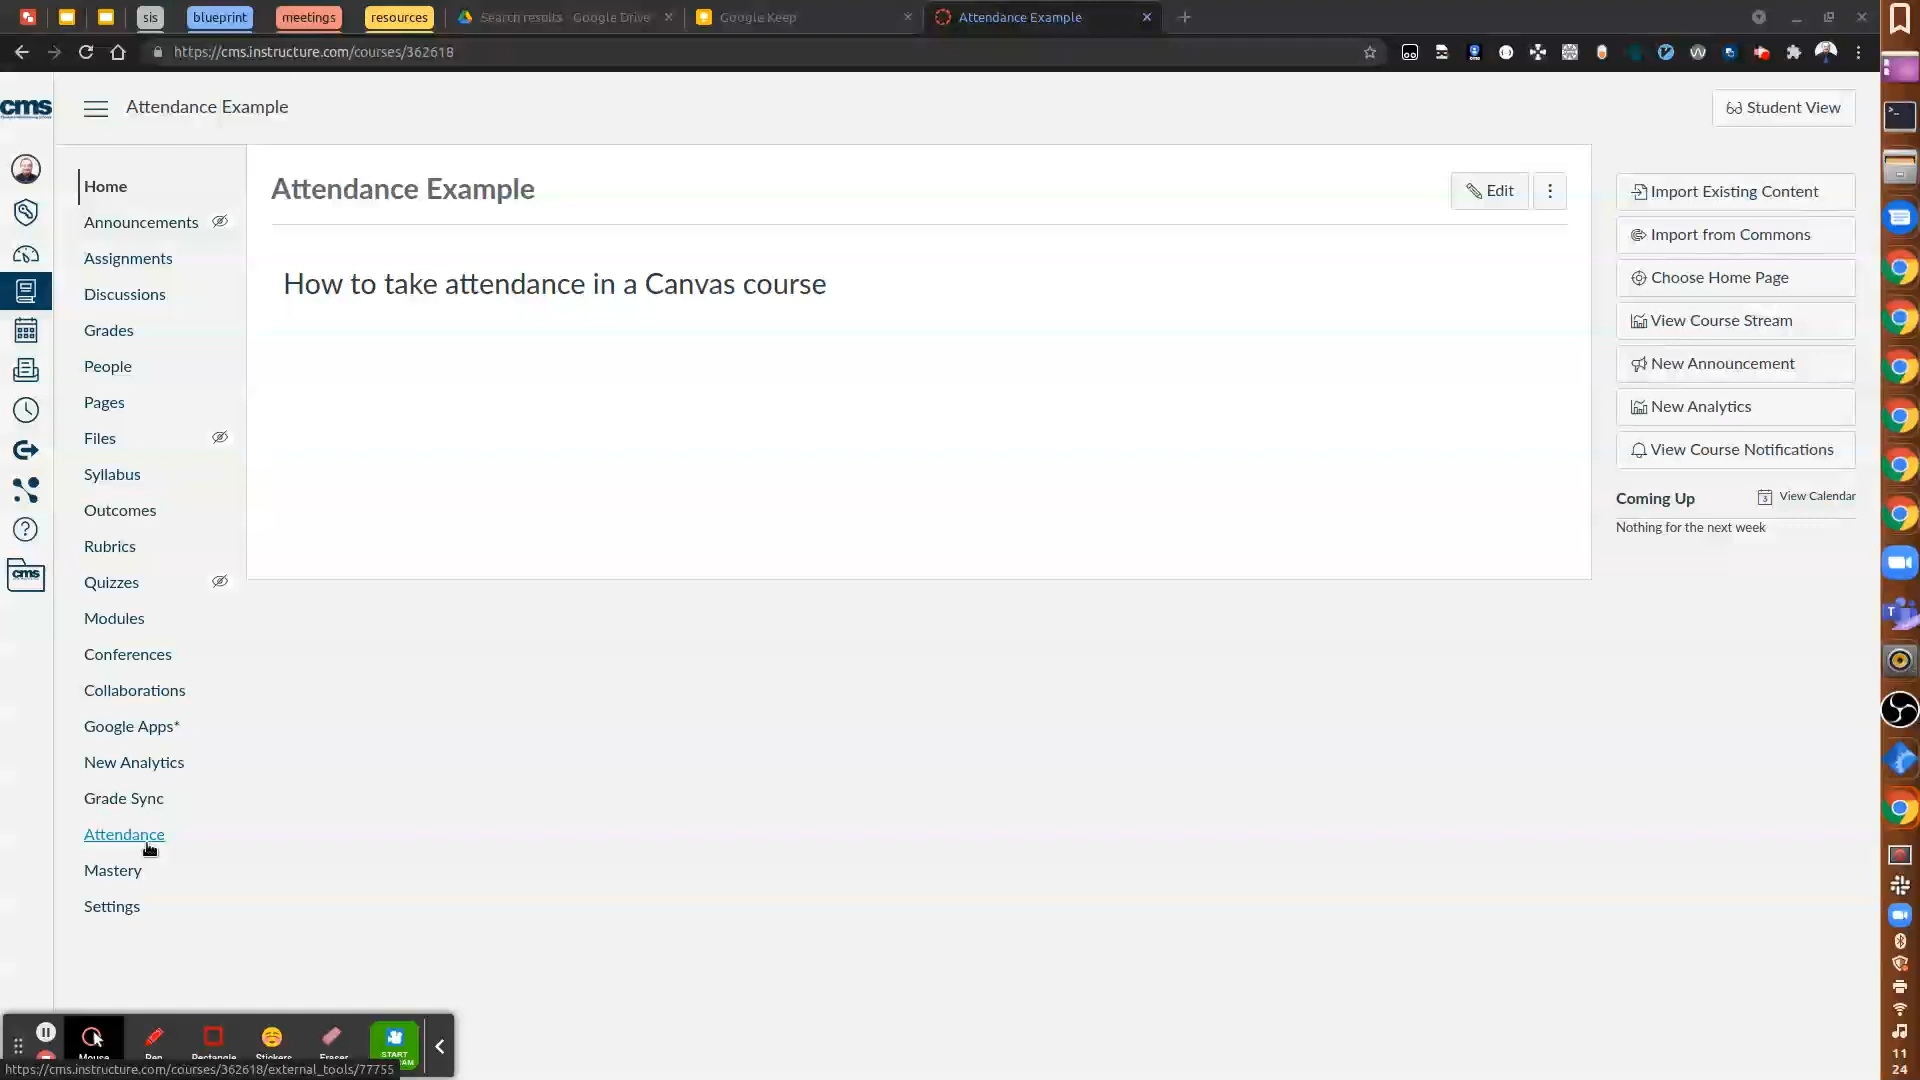 sis
blueprint
meetings
resources
Search results - Google Drive
Google Keep
Attendance Example
https://cms.instructure.com/courses/362618
cms
Attendance Example
Student View
Home
Announcements
Assignments
Discussions
Grades
People
Pages
Files
Syllabus
Outcomes
Rubrics
Quizzes
Modules
Conferences
Collaborations
Google Apps*
New Analytics
Grade Sync
Attendance
Mastery
Settings
cms
Attendance Example
Edit
How to take attendance in a Canvas course
Import Existing Content
Import from Commons
Choose Home Page
View Course Stream
New Announcement
New Analytics
View Course Notifications
Coming Up
View Calendar
Nothing for the next week
Mouse
Pen
Rectangle
Stickers
Eraser
START
https://cms.instructure.com/courses/362618/external_tools/77755
11
24